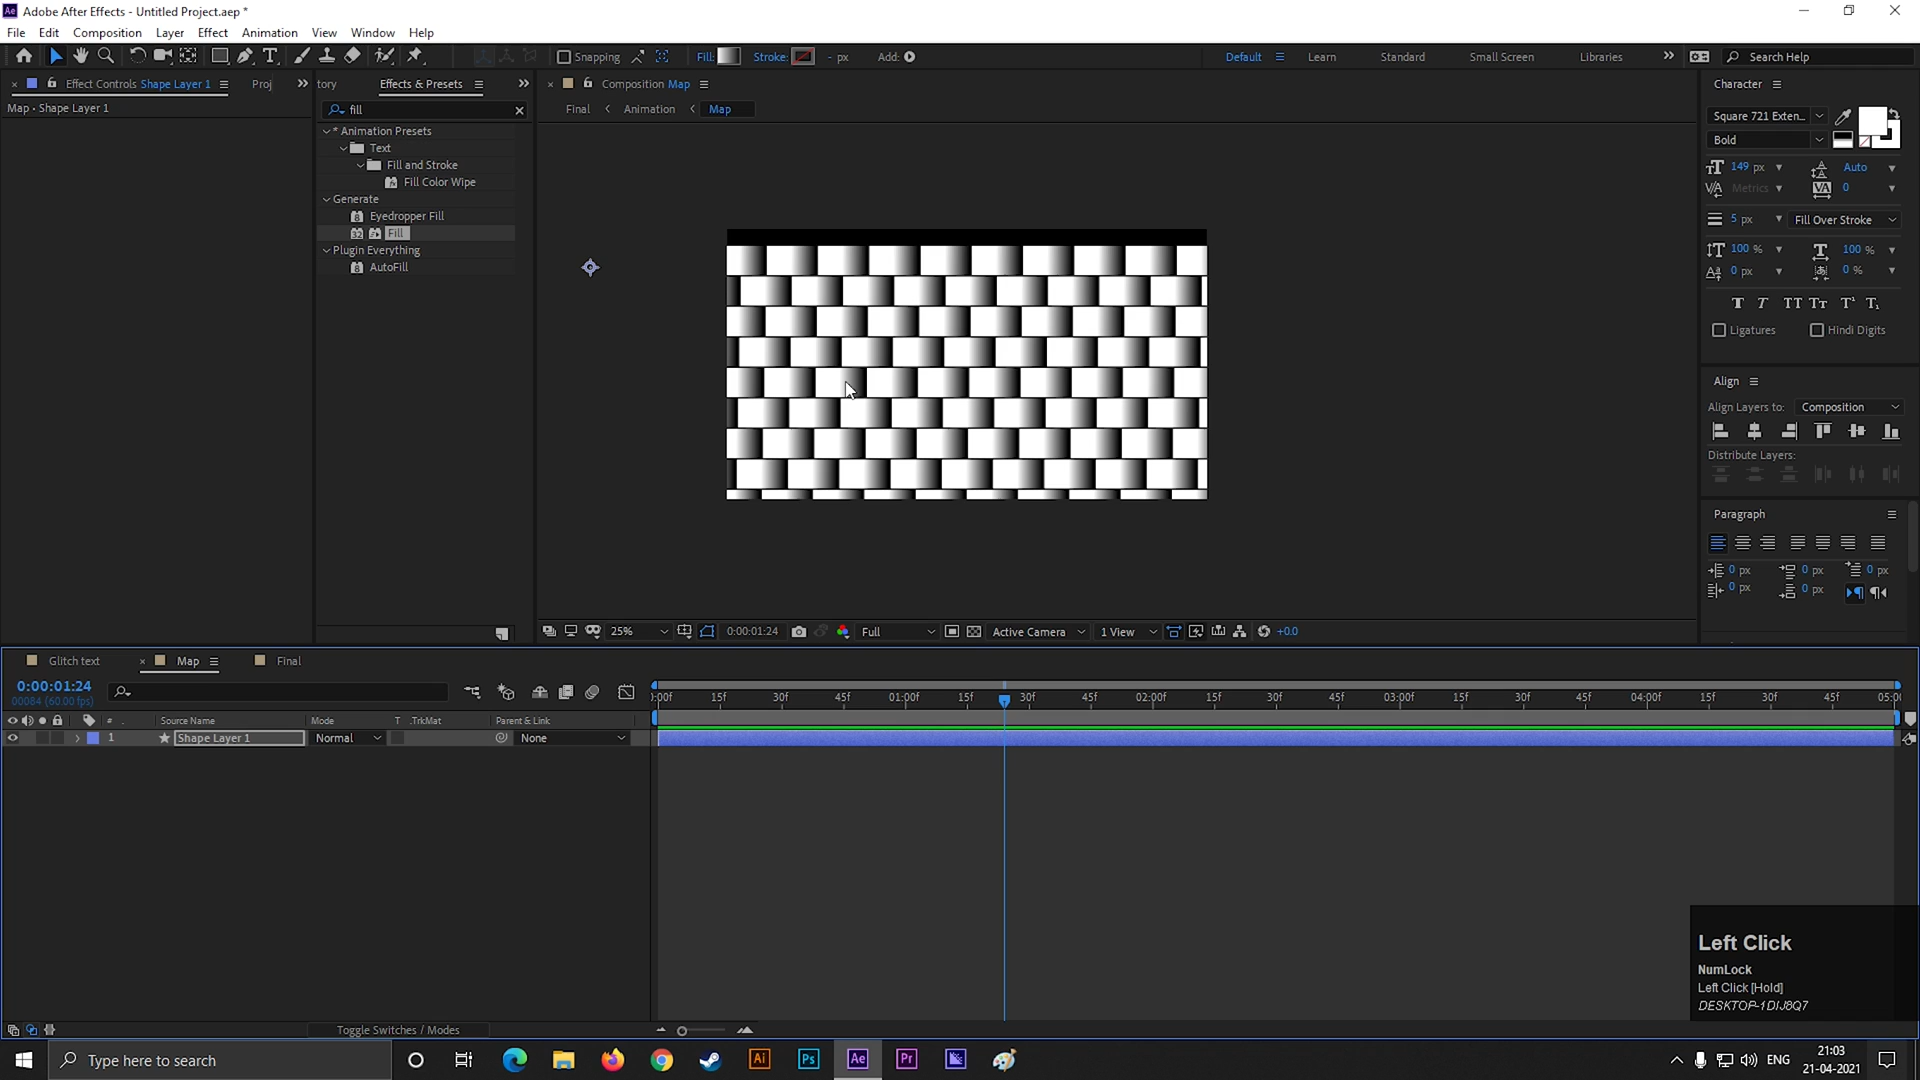 Adobe After Effects - Untitled Project.aep *
File Edit Composition Layer Effect Animation View Window Help
Snapping Fill: Stroke: - px Add: Default Learn Standard Small Screen Libraries Search Help
Effect Controls Shape Layer 1 Proj tory Effects & Presets Composition Map Character
Map • Shape Layer 1
fill
Final Animation Map
* Animation Presets
Text
Fill and Stroke
Fill Color Wipe
Generate
Eyedropper Fill
Fill
Plugin Everything
AutoFill
Square 721 Exten...
Bold
149 px Auto
Metrics 0
5 px Fill Over Stroke
100 % 100 %
0 px 0 %
T T TT Tt T¹ T₁
Ligatures Hindi Digits
Align
Align Layers to: Composition
Distribute Layers:
Paragraph
0 px 0 px 0 px
0 px 0 px
25% 0:00:01:24 Full Active Camera 1 View +0.0
Glitch text Map Final
0:00:01:24
00084 (60.00 fps)
:00f 15f 30f 45f 01:00f 15f 30f 45f 02:00f 15f 30f 45f 03:00f 15f 30f 45f 04:00f 15f 30f 45f 05:0
# . Source Name Mode T .TrkMat Parent & Link
1 Shape Layer 1 Normal None
Left Click
NumLock
Left Click [Hold]
DESKTOP-1DIJ8Q7
Toggle Switches / Modes
Type here to search Ai Ps Ae Pr ENG 21:03
21-04-2021